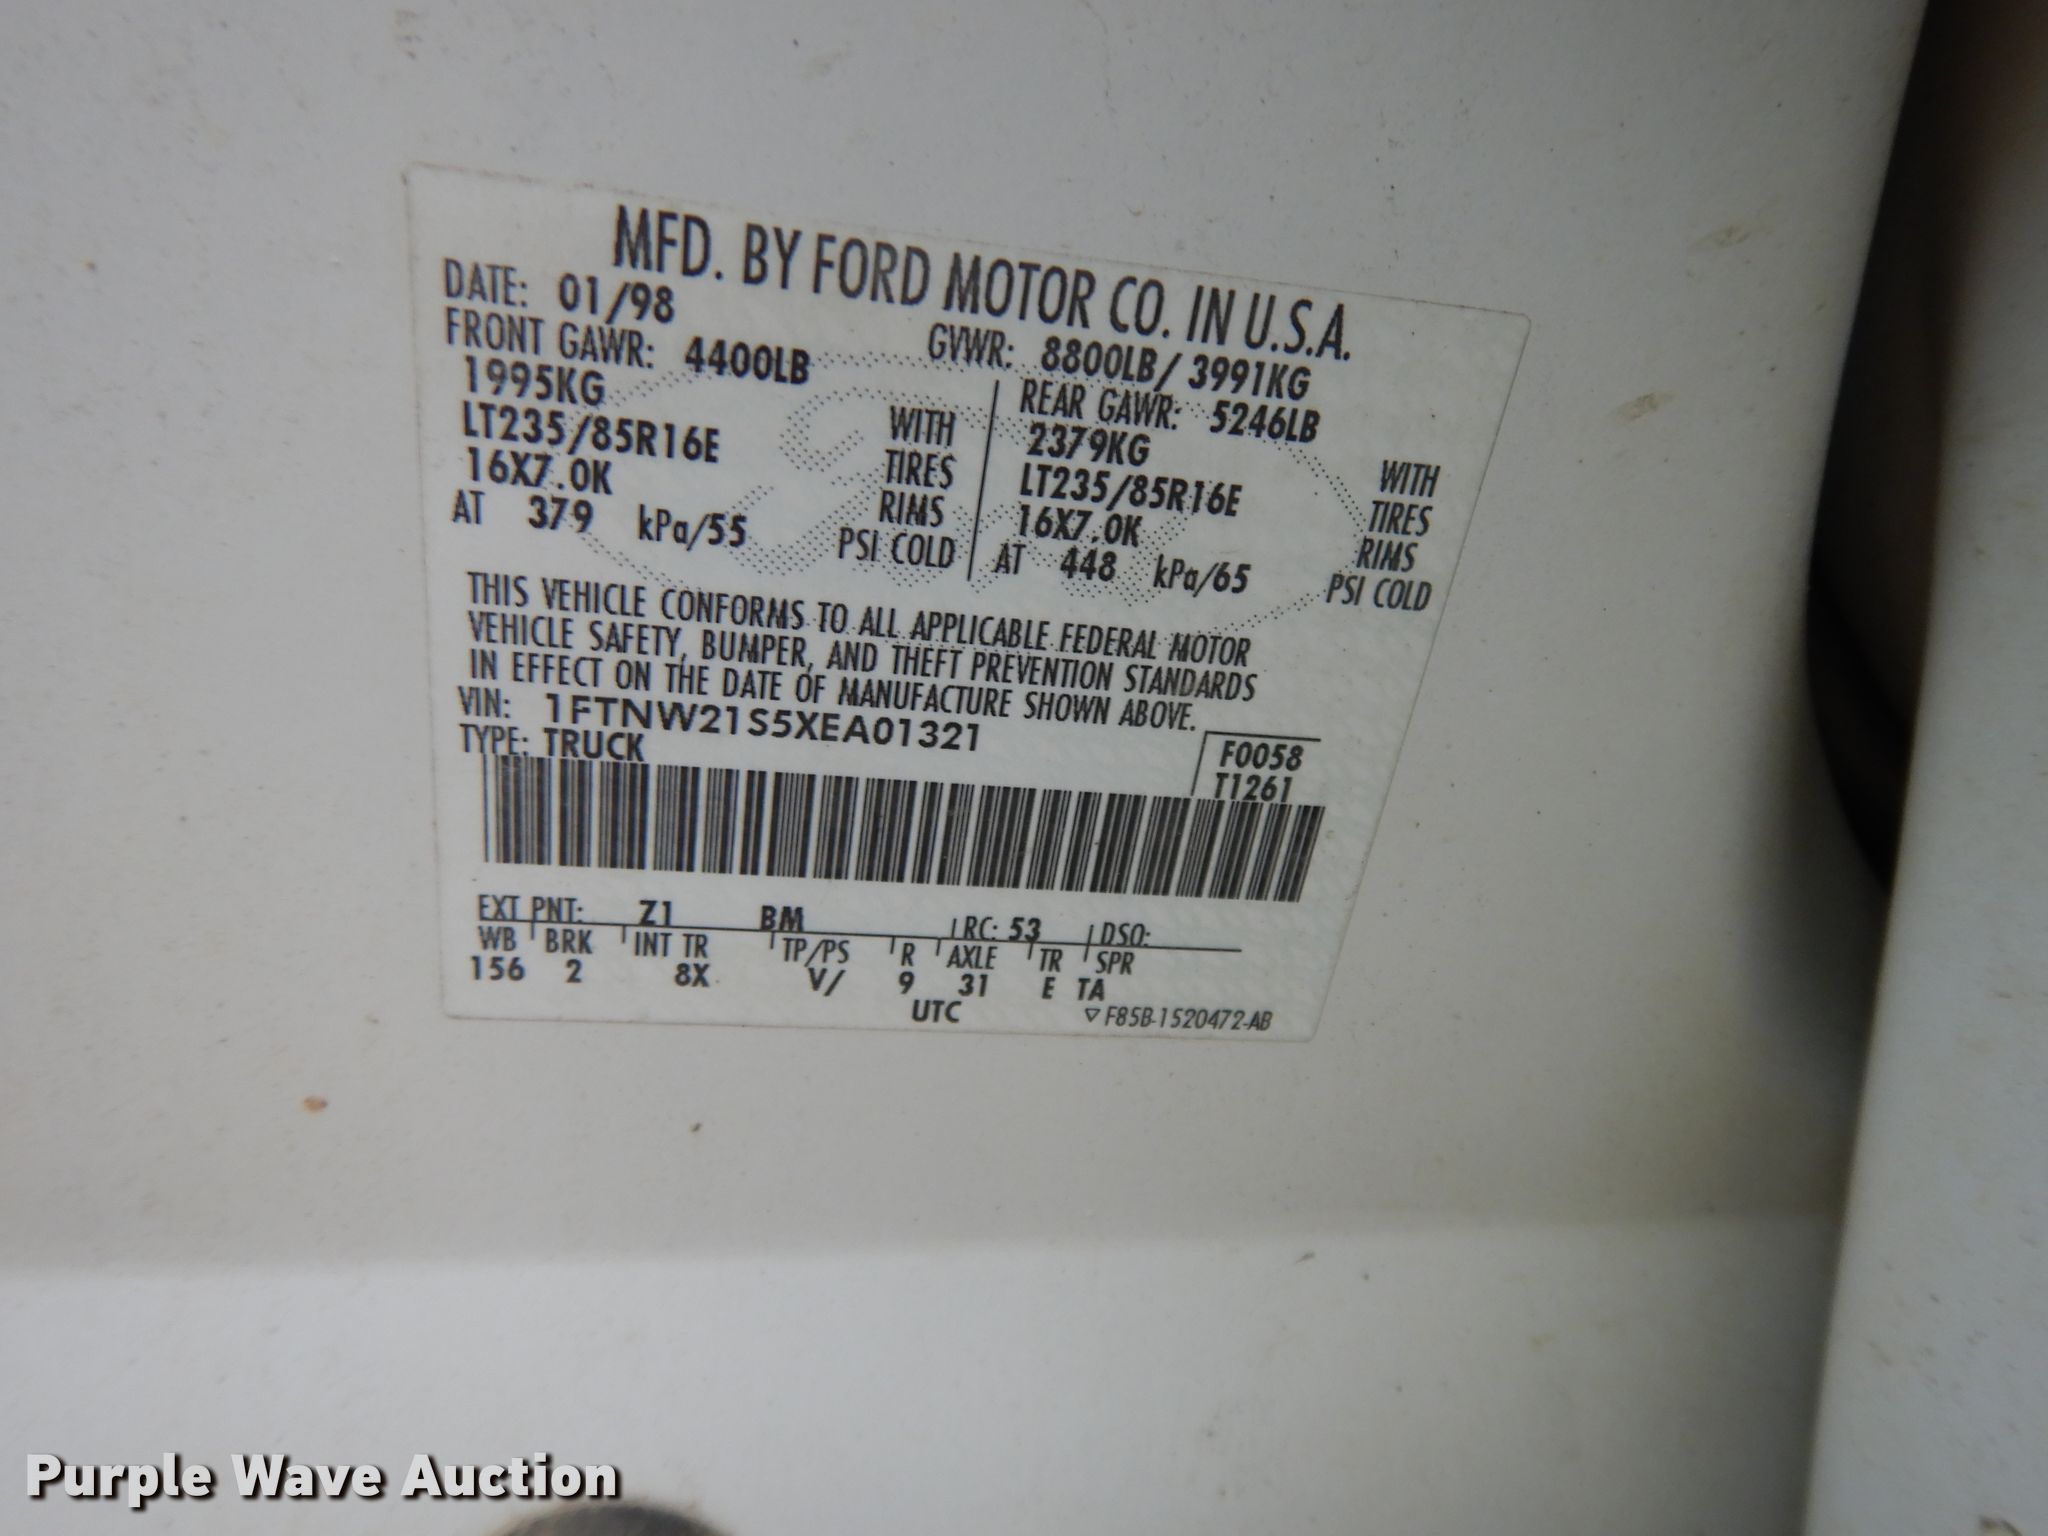 MFD. BY FORD MOTOR CO. IN U.S.A.
DATE: 01/98 GVWR: 8800LB/ 3991KG
FRONT GAWR: 4400LB REAR GAWR: 5246LB
1995KG WITH 2379KG WITH
LT235/85R16E TIRES LT235/85R16E TIRES
16X7.0K RIMS 16X7.0K RIMS
AT 379 kPa/55 PSI COLD AT 448 kPa/65 PSI COLD
THIS VEHICLE CONFORMS TO ALL APPLICABLE FEDERAL MOTOR
VEHICLE SAFETY, BUMPER, AND THEFT PREVENTION STANDARDS
IN EFFECT ON THE DATE OF MANUFACTURE SHOWN ABOVE.
VIN: 1FTNW21S5XEA01321
TYPE: TRUCK
F0058
T1261
EXT PNT: Z1 BM RC: 53 DSO:
WB BRK INT TR TP/PS R AXLE TR SPR
156 2 8X V/ 9 31 E TA
UTC ▽ F85B-1520472-AB
Purple Wave Auction